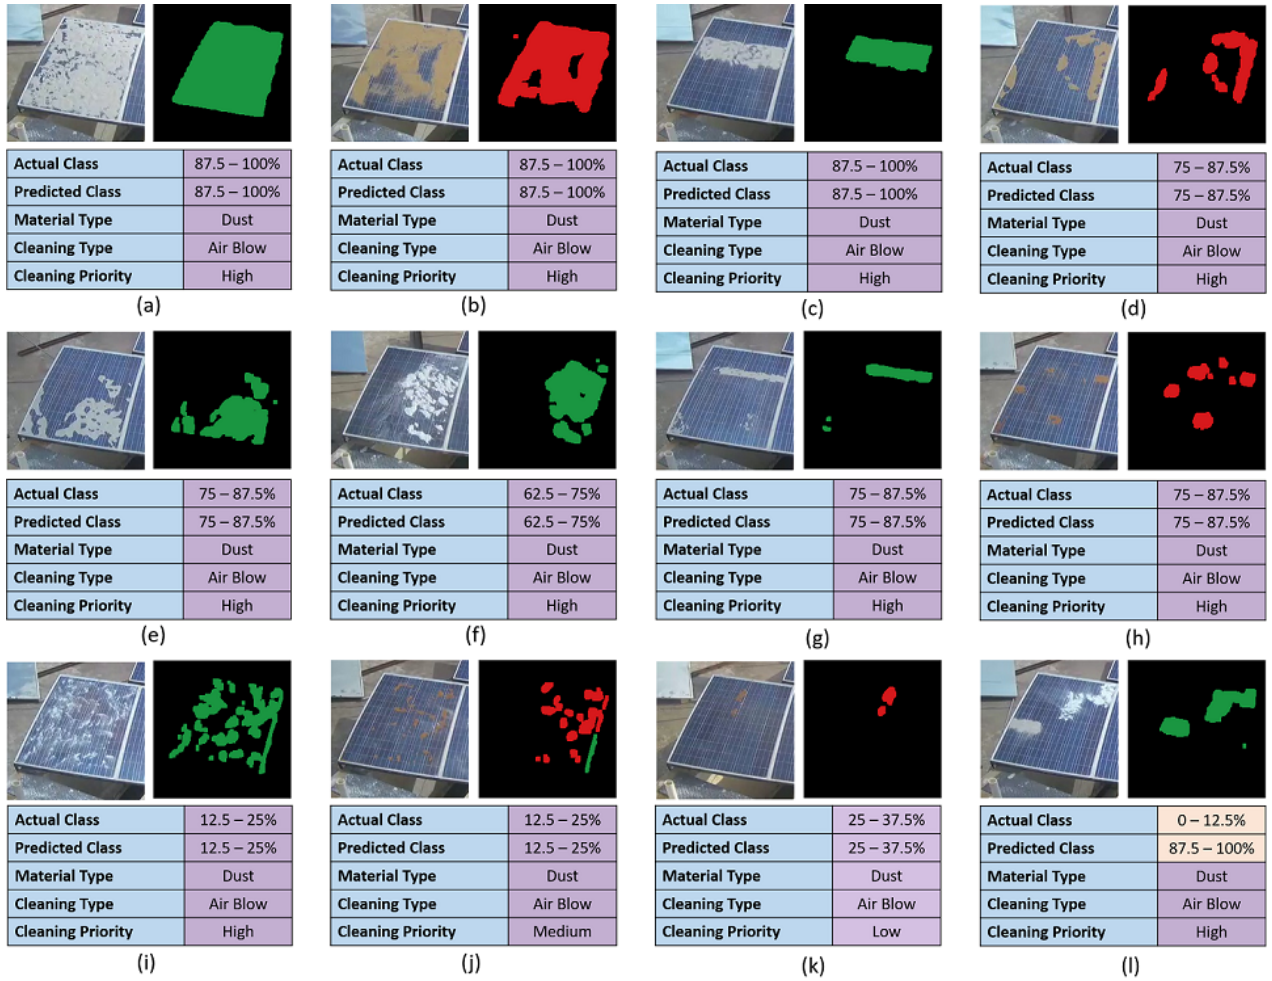 Actual Class 87.5 – 100%
Predicted Class 87.5 – 100%
Material Type Dust
Cleaning Type Air Blow
Cleaning Priority High
(a)
Actual Class 87.5 – 100%
Predicted Class 87.5 – 100%
Material Type Dust
Cleaning Type Air Blow
Cleaning Priority High
(b)
Actual Class 87.5 – 100%
Predicted Class 87.5 – 100%
Material Type Dust
Cleaning Type Air Blow
Cleaning Priority High
(c)
Actual Class 75 – 87.5%
Predicted Class 75 – 87.5%
Material Type Dust
Cleaning Type Air Blow
Cleaning Priority High
(d)
Actual Class 75 – 87.5%
Predicted Class 75 – 87.5%
Material Type Dust
Cleaning Type Air Blow
Cleaning Priority High
(e)
Actual Class 62.5 – 75%
Predicted Class 62.5 – 75%
Material Type Dust
Cleaning Type Air Blow
Cleaning Priority High
(f)
Actual Class 75 – 87.5%
Predicted Class 75 – 87.5%
Material Type Dust
Cleaning Type Air Blow
Cleaning Priority High
(g)
Actual Class 75 – 87.5%
Predicted Class 75 – 87.5%
Material Type Dust
Cleaning Type Air Blow
Cleaning Priority High
(h)
Actual Class 12.5 – 25%
Predicted Class 12.5 – 25%
Material Type Dust
Cleaning Type Air Blow
Cleaning Priority High
(i)
Actual Class 12.5 – 25%
Predicted Class 12.5 – 25%
Material Type Dust
Cleaning Type Air Blow
Cleaning Priority Medium
(j)
Actual Class 25 – 37.5%
Predicted Class 25 – 37.5%
Material Type Dust
Cleaning Type Air Blow
Cleaning Priority Low
(k)
Actual Class 0 – 12.5%
Predicted Class 87.5 – 100%
Material Type Dust
Cleaning Type Air Blow
Cleaning Priority High
(l)